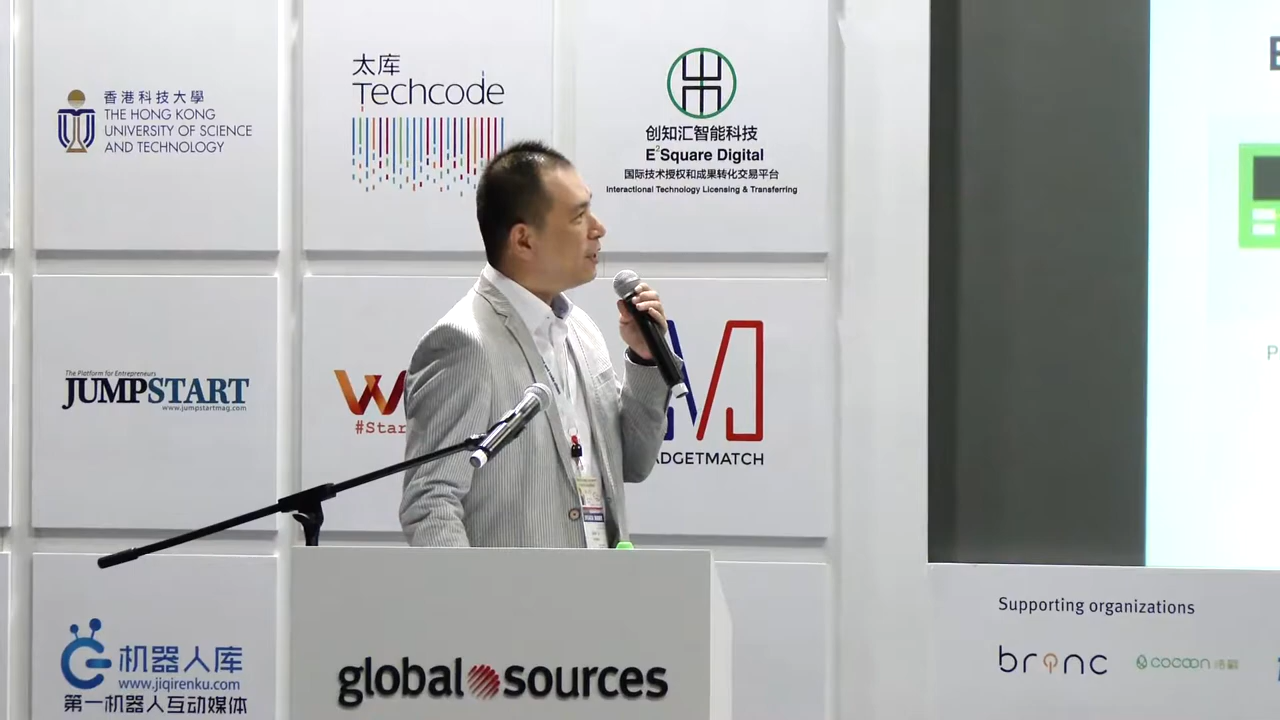 香港科技大學
THE HONG KONG
UNIVERSITY OF SCIENCE
AND TECHNOLOGY
太库
Techcode
创知汇智能科技
E²Square Digital
国际技术授权和成果转化交易平台
Interactional Technology Licensing & Transferring
The Platform for Entrepreneurs
JUMPSTART
www.jumpstartmag.com
#Star
ADGETMATCH
机器人库
www.jiqirenku.com
第一机器人互动媒体
global sources
Supporting organizations
brinc
cocoon